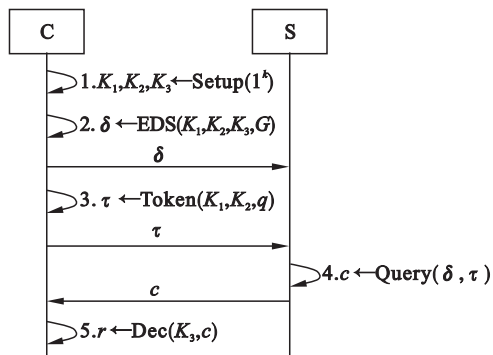 C S
1.K₁,K₂,K₃←Setup(1ᵏ)
2. δ ←EDS(K₁,K₂,K₃,G)
δ
3. τ ←Token(K₁,K₂,q)
τ
4.c←Query( δ , τ )
c
5.r←Dec(K₃,c)